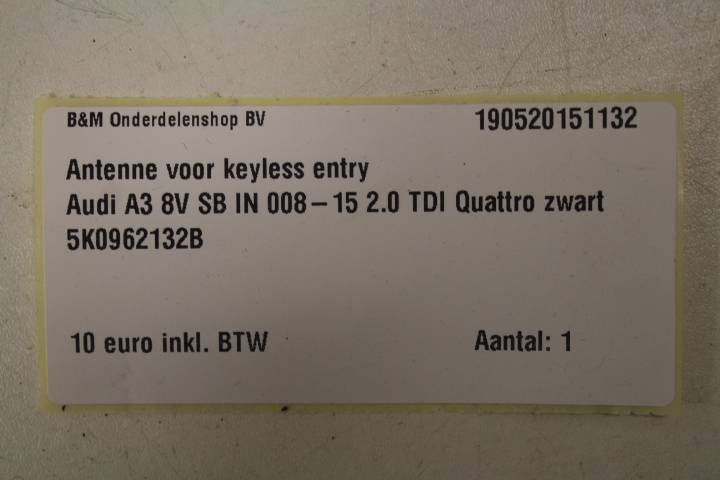 B&M Onderdelenshop BV 190520151132
Antenne voor keyless entry
Audi A3 8V SB IN 008-15 2.0 TDI Quattro zwart
5K0962132B
10 euro inkl. BTW Aantal: 1